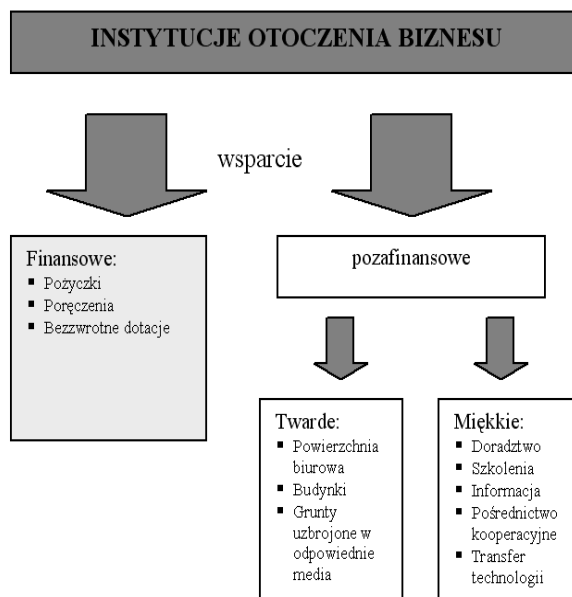 INSTYTUCJE OTOCZENIA BIZNESU
wsparcie
Finansowe:
▪ Pożyczki
▪ Poręczenia
▪ Bezzwrotne dotacje
pozafinansowe
Twarde:
▪ Powierzchnia
biurowa
▪ Budynki
▪ Grunty
uzbrojone w
odpowiednie
media
Miękkie:
▪ Doradztwo
▪ Szkolenia
▪ Informacja
▪ Pośrednictwo
kooperacyjne
▪ Transfer
technologii